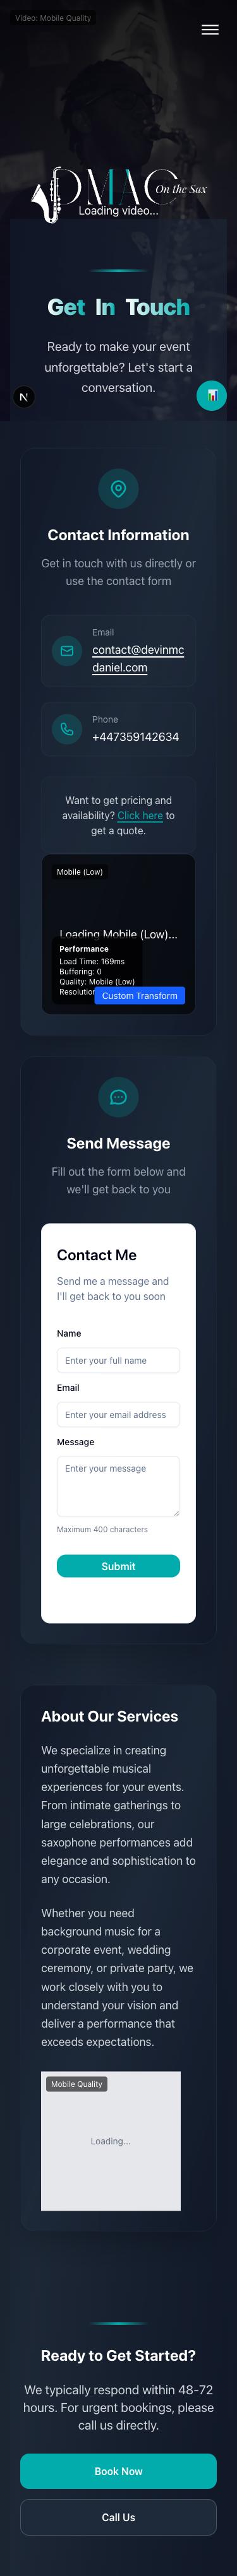 Video: Mobile Quality
DMAC
On the Sax
Loading video...
Get In Touch
Ready to make your event
unforgettable? Let's start a
conversation.
N
Contact Information
Get in touch with us directly or
use the contact form
Email
contact@devinmc
daniel.com
Phone
+447359142634
Want to get pricing and
availability? Click here to
get a quote.
Mobile (Low)
Loading Mobile (Low)...
Performance
Load Time: 169ms
Buffering: 0
Quality: Mobile (Low)
Resolution
Custom Transform
Send Message
Fill out the form below and
we'll get back to you
Contact Me
Send me a message and
I'll get back to you soon
Name
Enter your full name
Email
Enter your email address
Message
Enter your message
Maximum 400 characters
Submit
About Our Services
We specialize in creating
unforgettable musical
experiences for your events.
From intimate gatherings to
large celebrations, our
saxophone performances add
elegance and sophistication to
any occasion.
Whether you need
background music for a
corporate event, wedding
ceremony, or private party, we
work closely with you to
understand your vision and
deliver a performance that
exceeds expectations.
Mobile Quality
Loading...
Ready to Get Started?
We typically respond within 48-72
hours. For urgent bookings, please
call us directly.
Book Now
Call Us